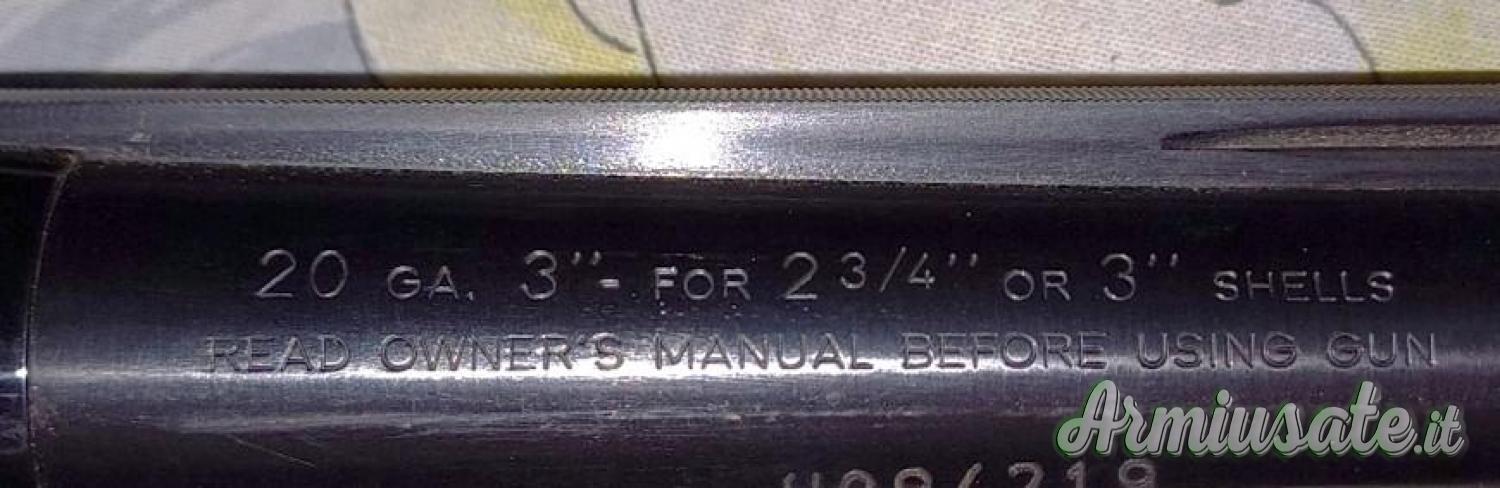 20 GA. 3"- FOR 2 3/4" OR 3" SHELLS
READ OWNER'S MANUAL BEFORE USING GUN
Armiusate.it